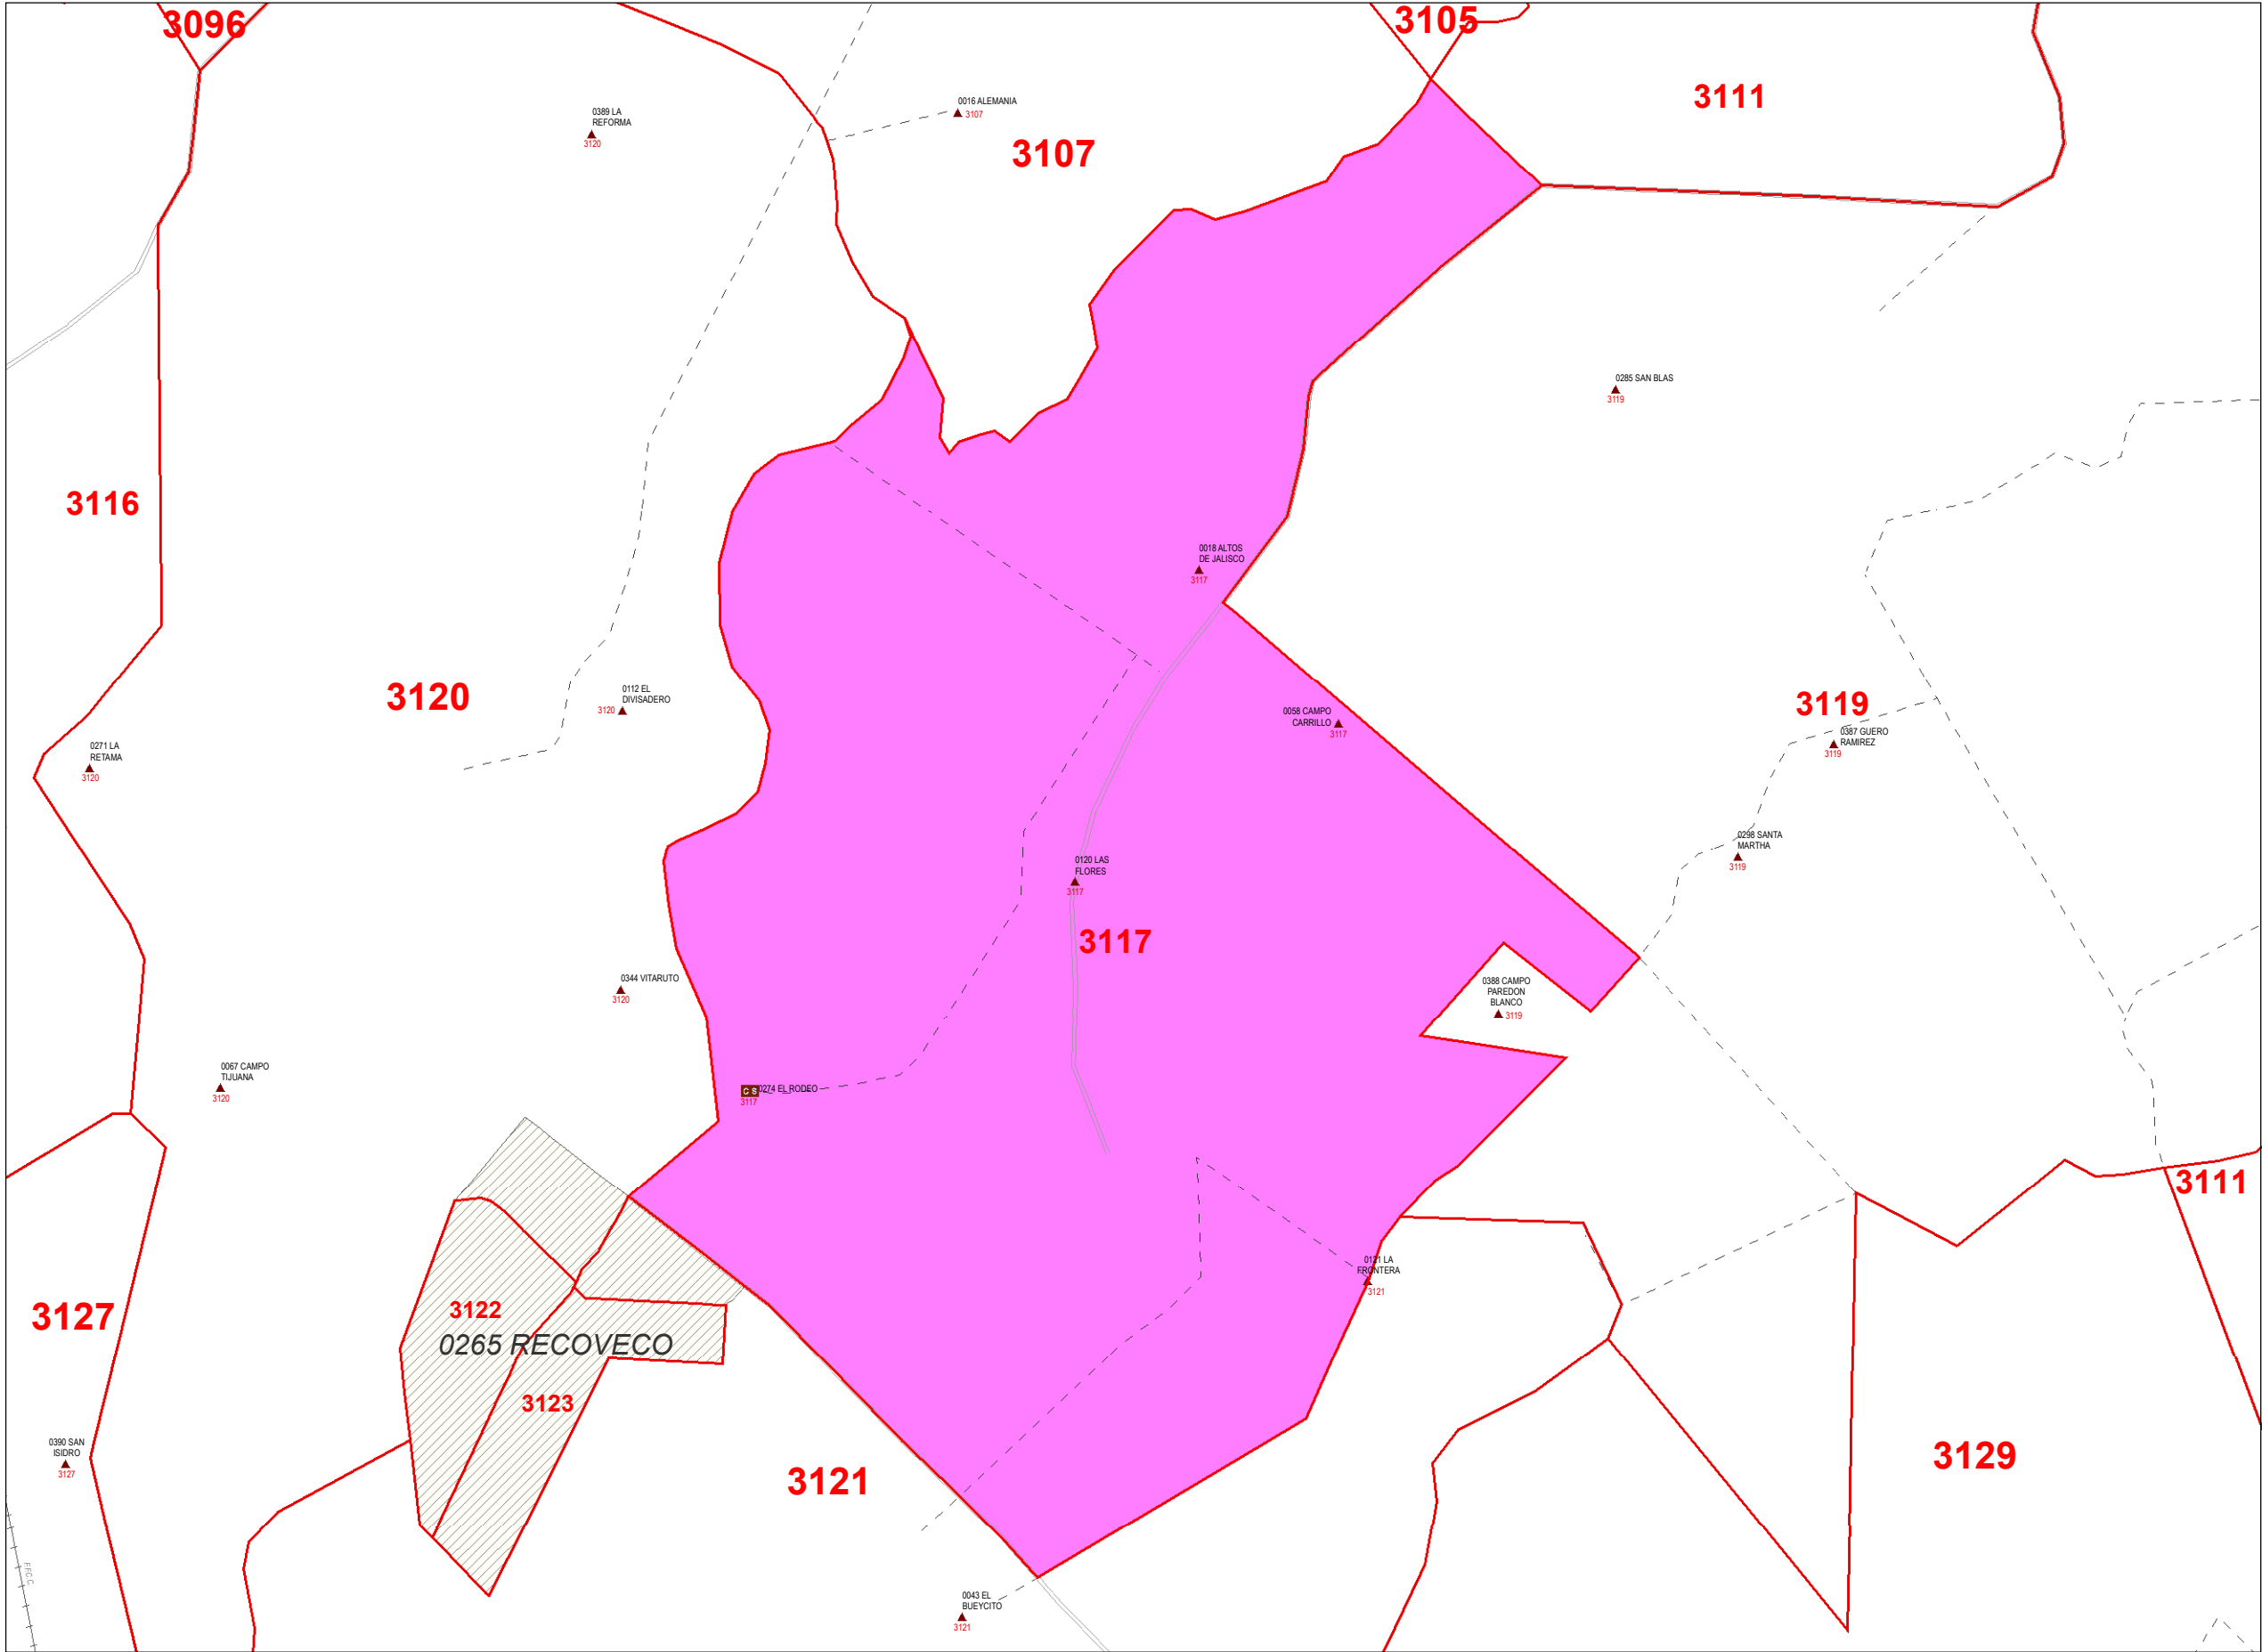 3096
3105
3111
0389 LA
REFORMA
3120
0016 ALEMANIA
3107
3107
0285 SAN BLAS
3119
3116
0018 ALTOS
DE JALISCO
3117
3120
0112 EL
DIVISADERO
3120
0058 CAMPO
CARRILLO
3117
3119
0387 GUERO
RAMIREZ
3119
0271 LA
RETAMA
3120
0298 SANTA
MARTHA
3119
0120 LAS
FLORES
3117
3117
0344 VITARUTO
3120
0388 CAMPO
PAREDON
BLANCO
3119
0067 CAMPO
TIJUANA
3120
C S
0274 EL RODEO
3117
3111
0121 LA
FRONTERA
3121
3127
3122
0265 RECOVECO
3123
0390 SAN
ISIDRO
3127
3121
3129
F.F.C.C
0043 EL
BUEYCITO
3121